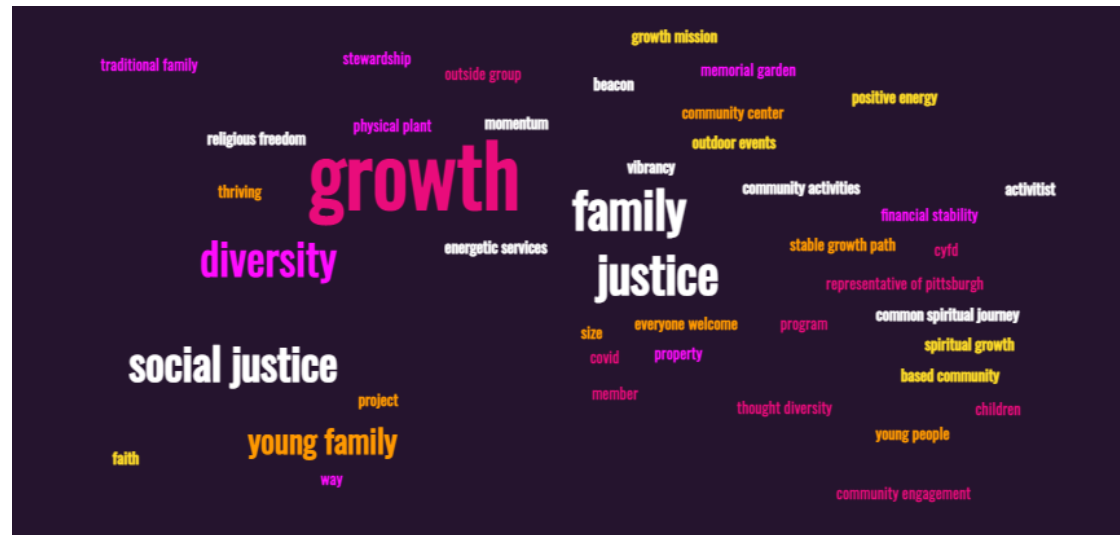 growth mission
traditional family
stewardship
outside group
memorial garden
beacon
positive energy
community center
physical plant
momentum
religious freedom
outdoor events
growth
vibrancy
thriving
community activities
activitist
family
financial stability
diversity
energetic services
stable growth path
cyfd
justice
representative of pittsburgh
common spiritual journey
everyone welcome
program
size
spiritual growth
covid
property
social justice
based community
member
project
thought diversity
children
young family
young people
faith
way
community engagement